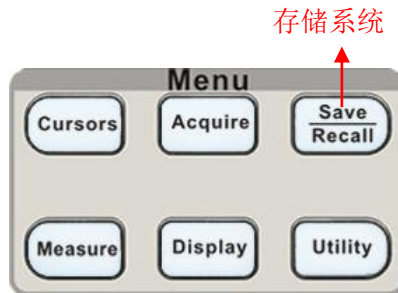 存储系统
Menu
Cursors
Acquire
Save
Recall
Measure
Display
Utility